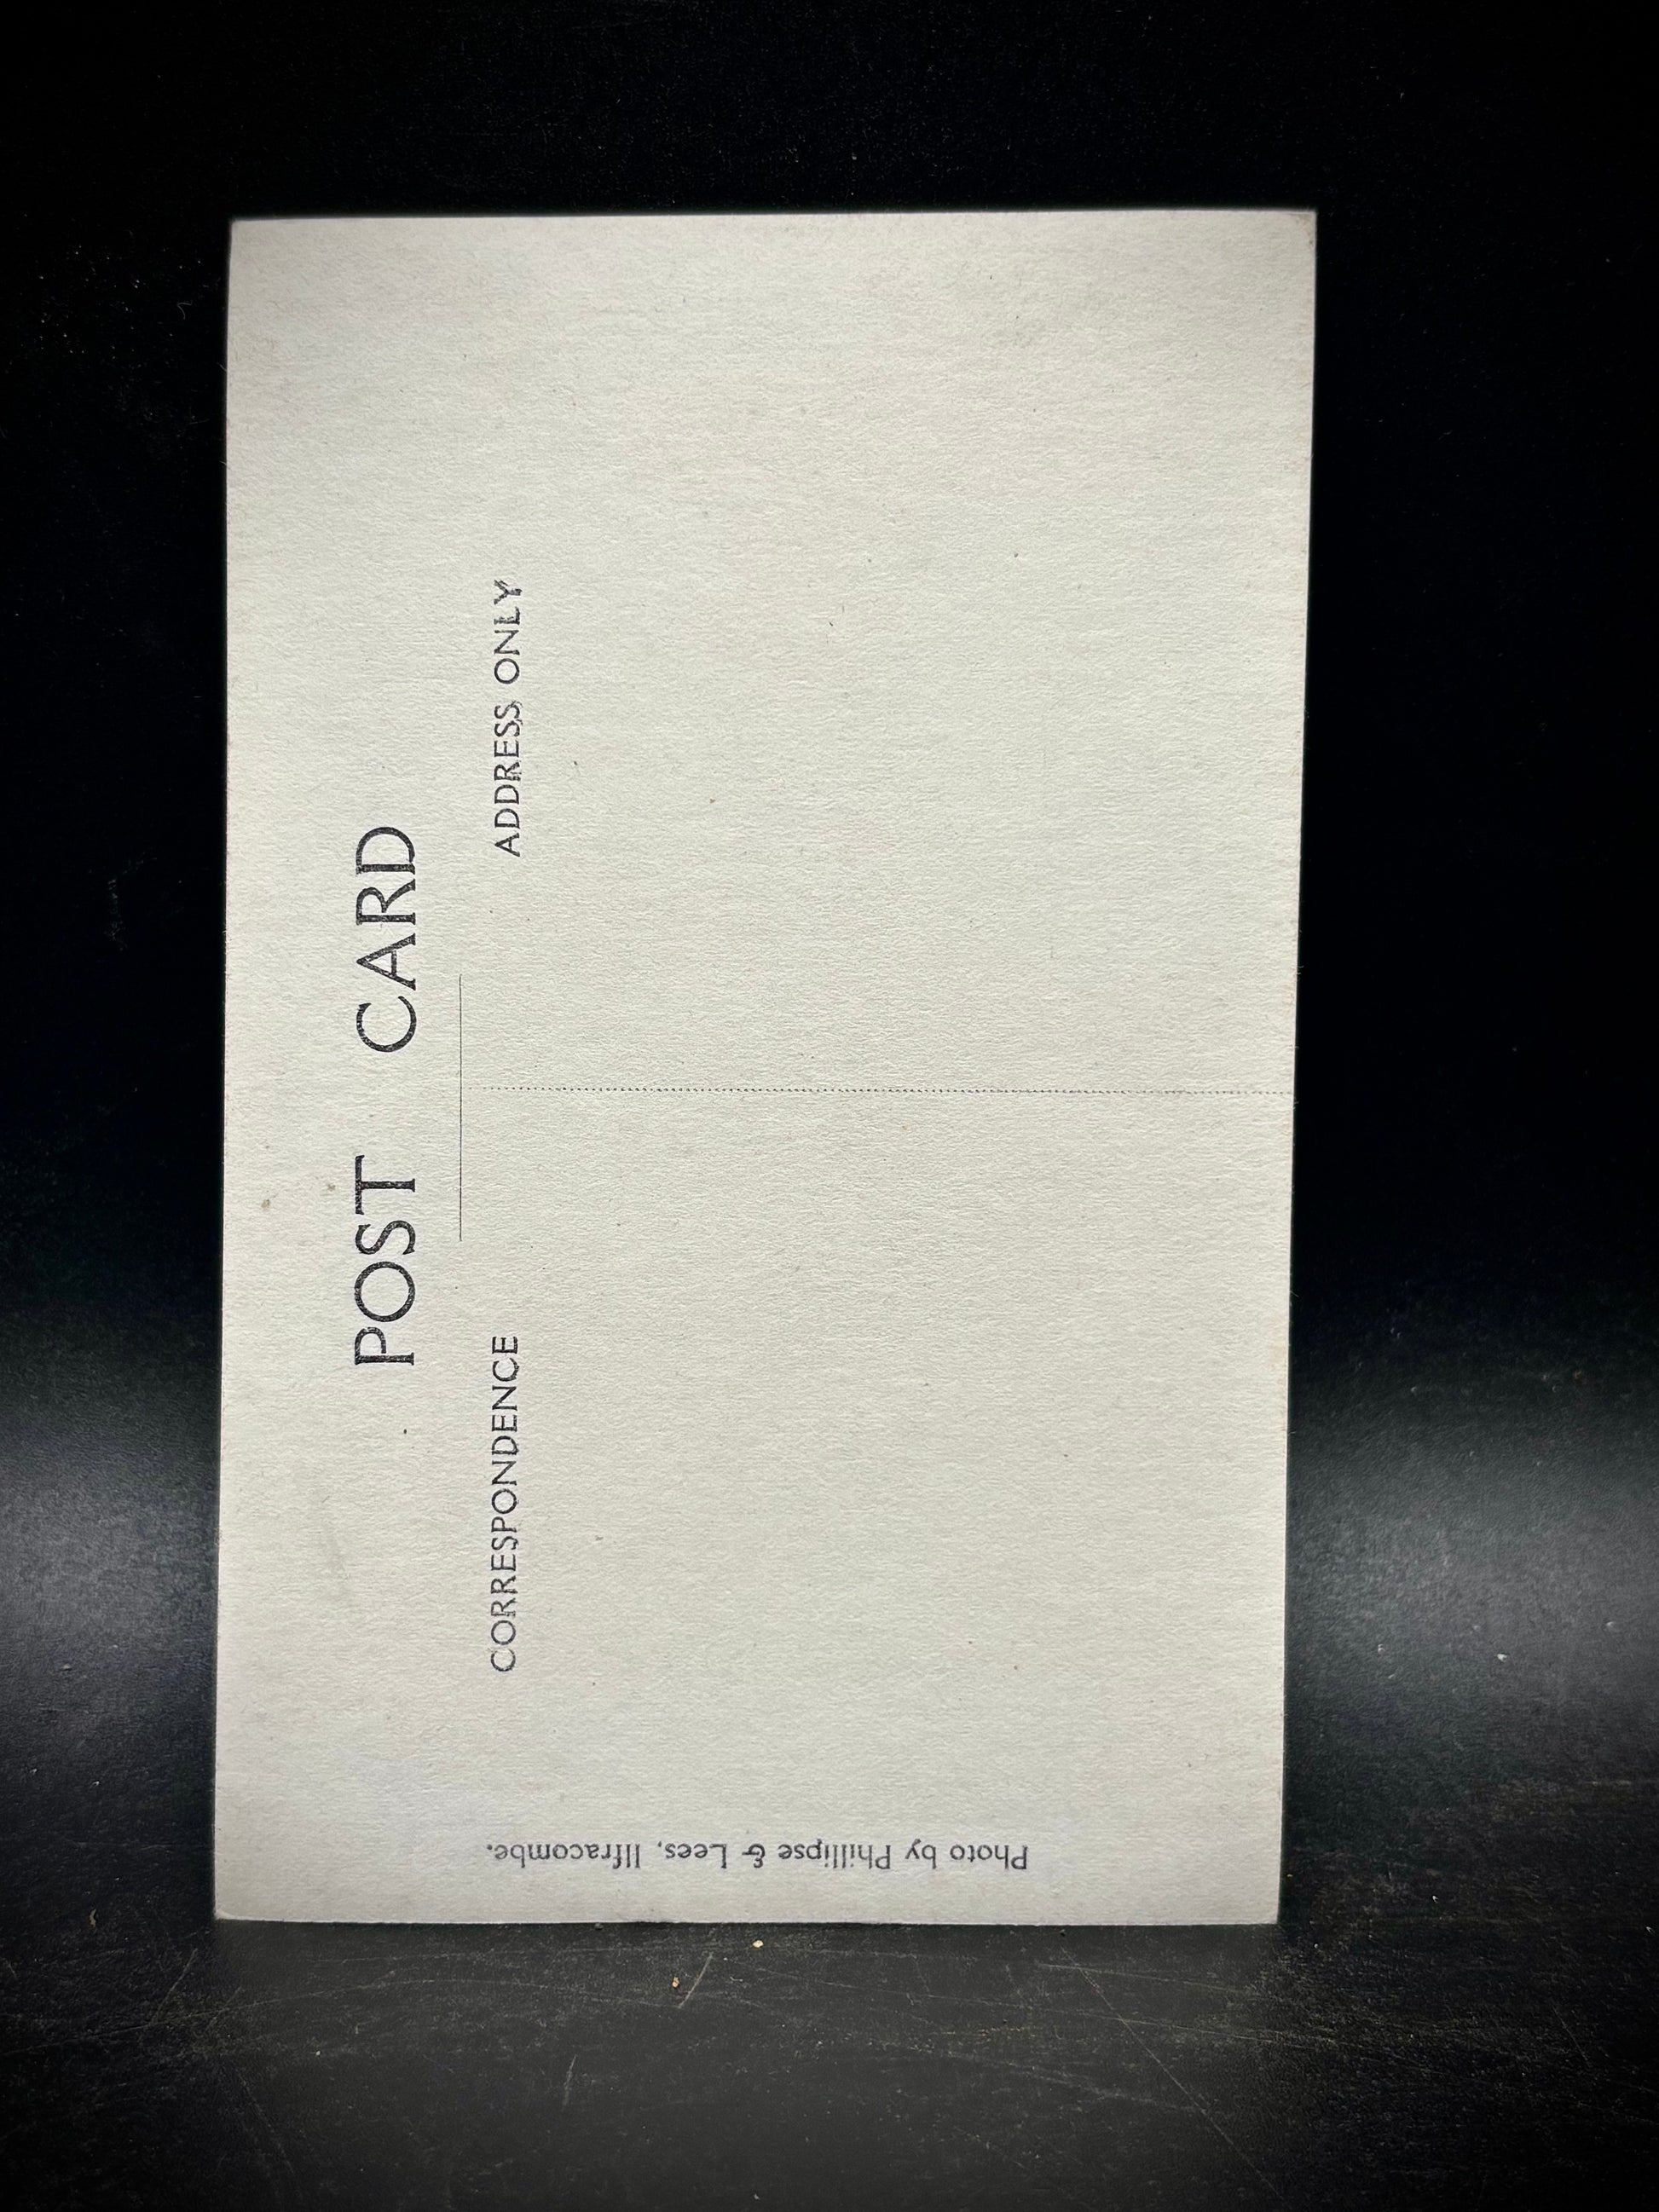 POST CARD
CORRESPONDENCE
ADDRESS ONLY
Photo by Phillipse & Lees, Ilfracombe.